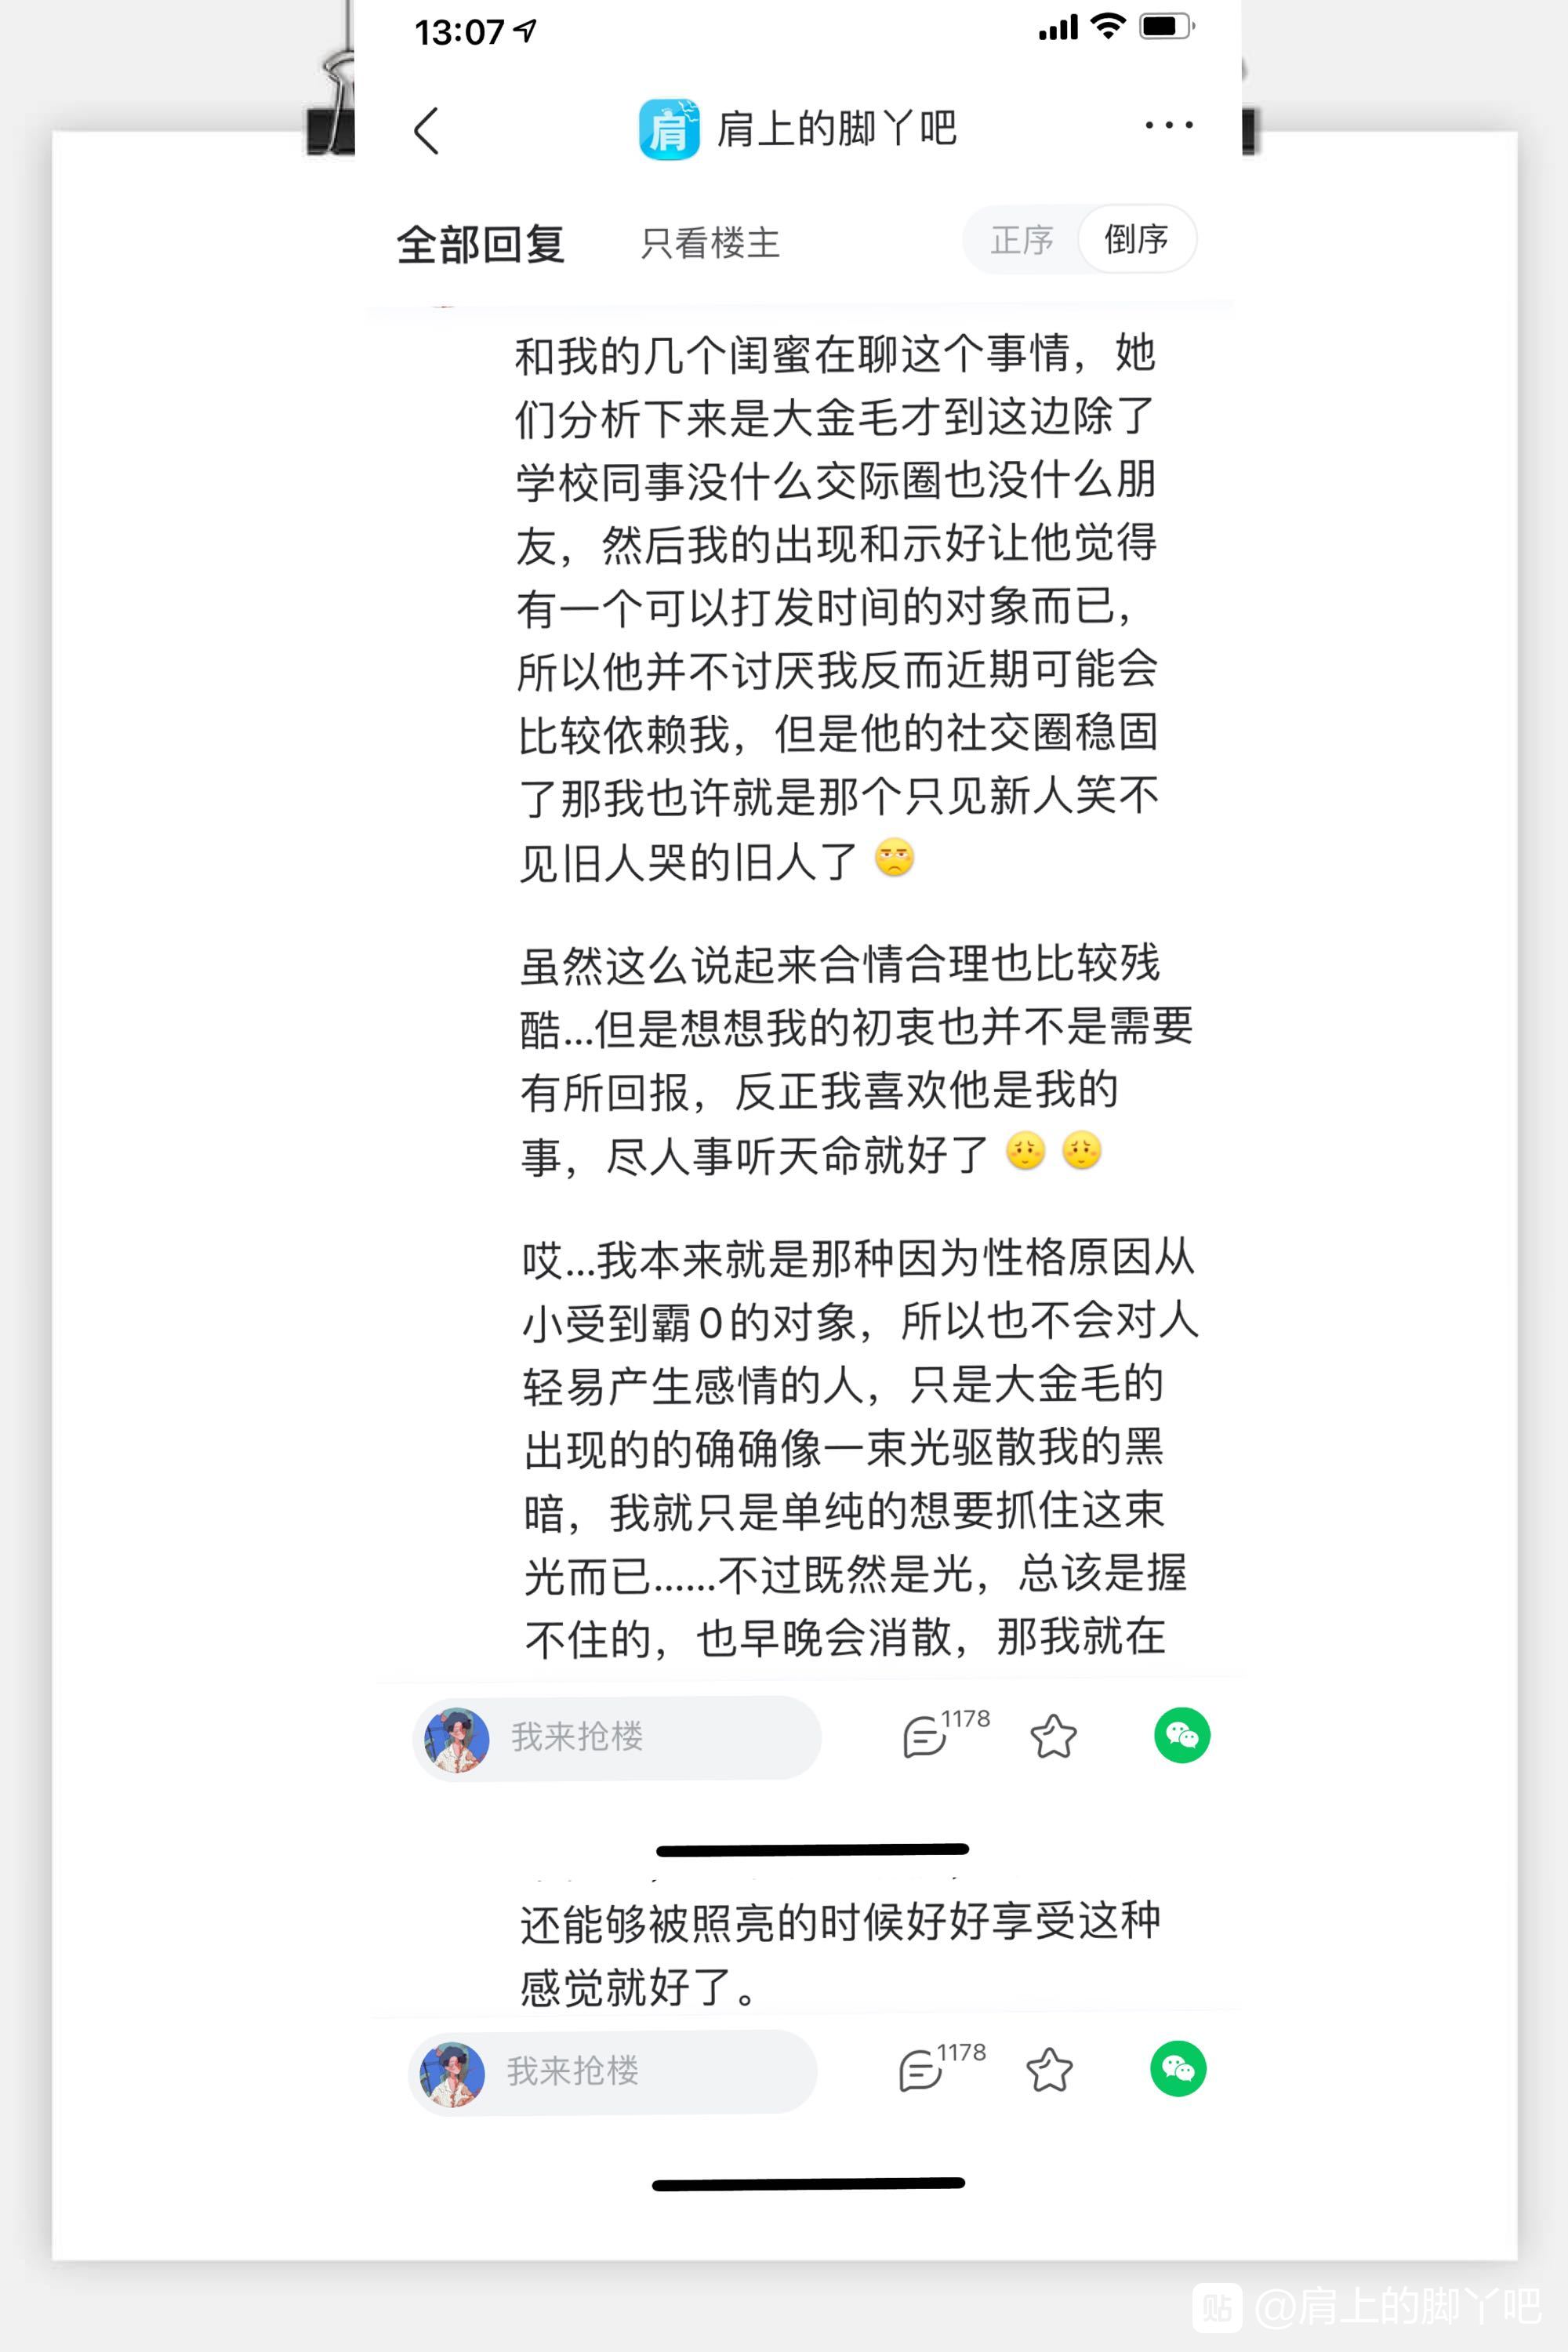 13:07
肩 肩上的脚丫吧
全部回复 只看楼主 正序 倒序
和我的几个闺蜜在聊这个事情，她
们分析下来是大金毛才到这边除了
学校同事没什么交际圈也没什么朋
友，然后我的出现和示好让他觉得
有一个可以打发时间的对象而已，
所以他并不讨厌我反而近期可能会
比较依赖我，但是他的社交圈稳固
了那我也许就是那个只见新人笑不
见旧人哭的旧人了
虽然这么说起来合情合理也比较残
酷...但是想想我的初衷也并不是需要
有所回报，反正我喜欢他是我的
事，尽人事听天命就好了
哎...我本来就是那种因为性格原因从
小受到霸0的对象，所以也不会对人
轻易产生感情的人，只是大金毛的
出现的的确确像一束光驱散我的黑
暗，我就只是单纯的想要抓住这束
光而已......不过既然是光，总该是握
不住的，也早晚会消散，那我就在
我来抢楼 1178
还能够被照亮的时候好好享受这种
感觉就好了。
我来抢楼 1178
贴 @肩上的脚丫吧